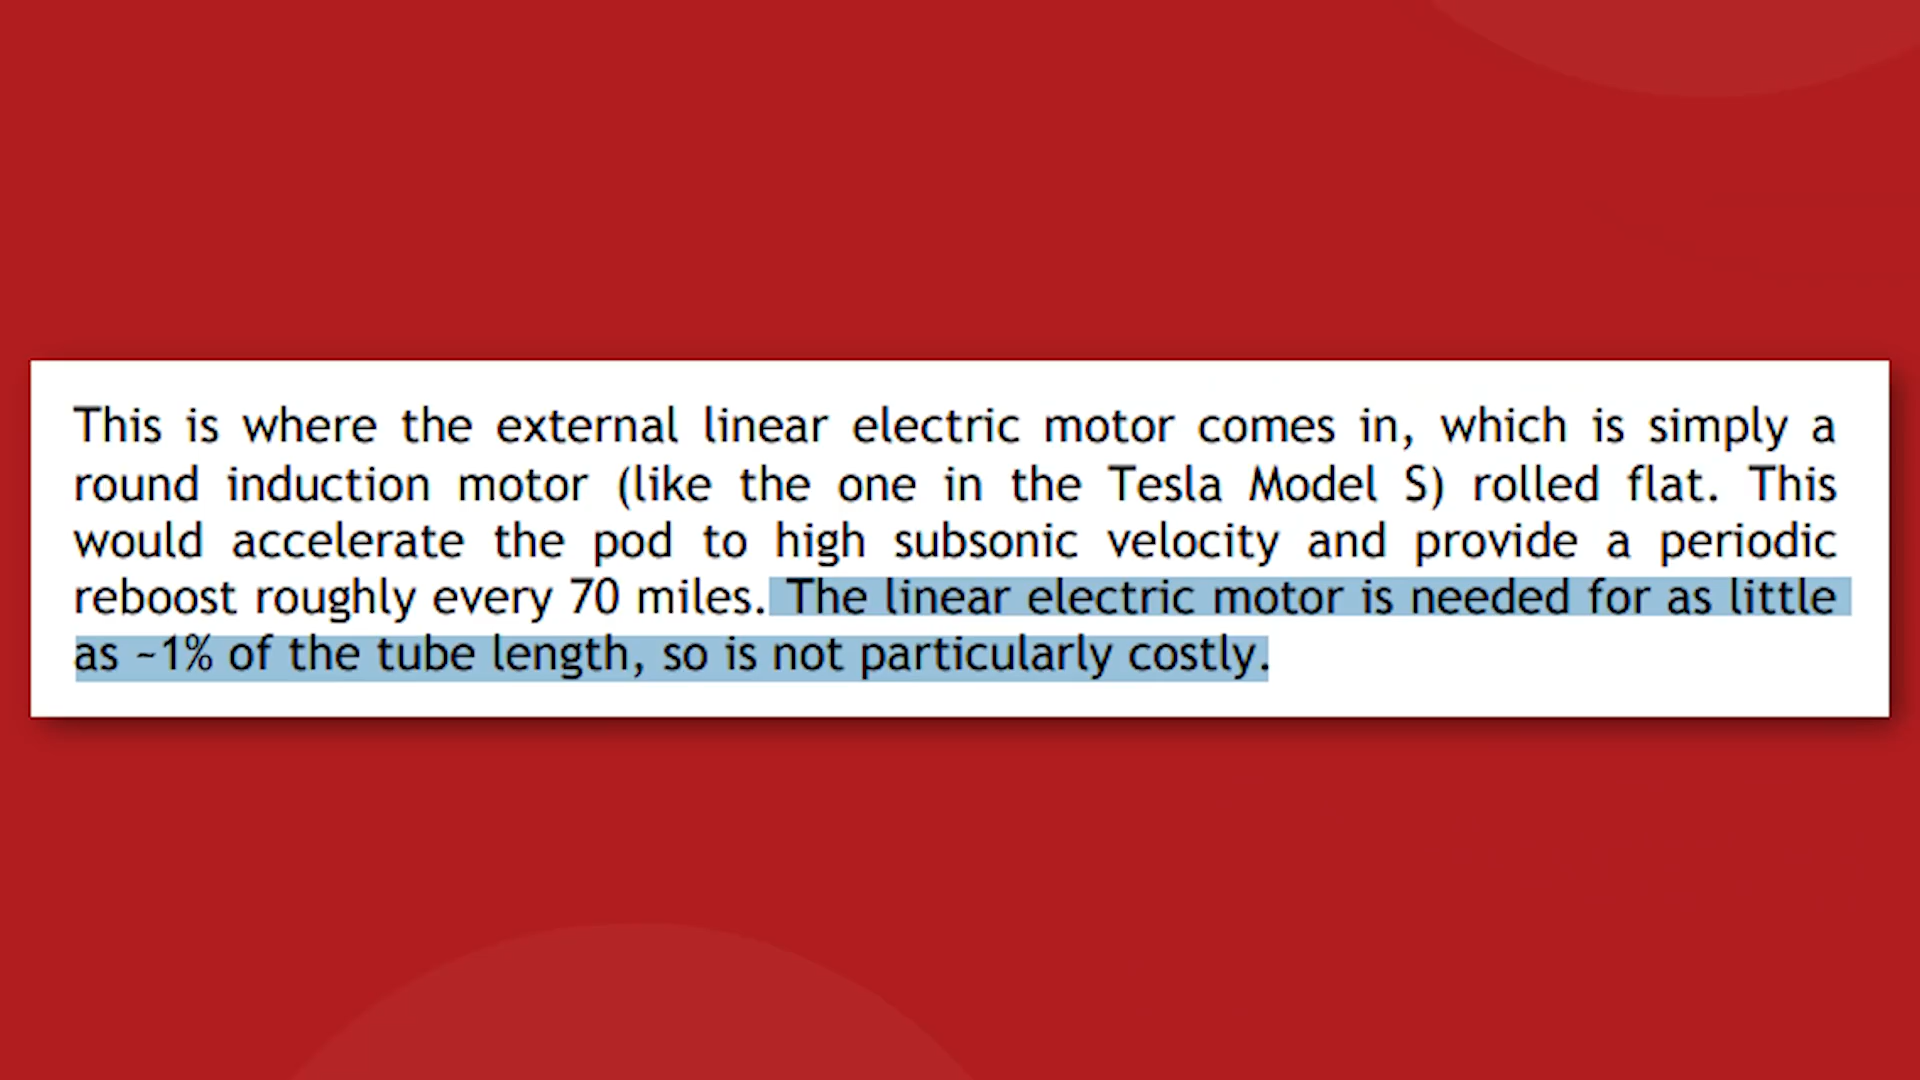 This is where the external linear electric motor comes in, which is simply a
round induction motor (like the one in the Tesla Model S) rolled flat. This
would accelerate the pod to high subsonic velocity and provide a periodic
reboost roughly every 70 miles. The linear electric motor is needed for as little
as ~1% of the tube length, so is not particularly costly.